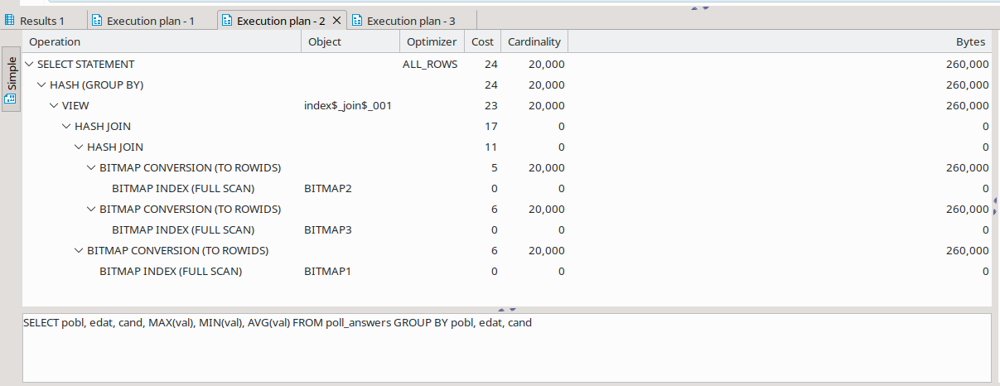 Results 1 Execution plan - 1 Execution plan - 2 Execution plan - 3
Simple
Operation Object Optimizer Cost Cardinality Bytes
SELECT STATEMENT ALL_ROWS 24 20,000 260,000
HASH (GROUP BY) 24 20,000 260,000
VIEW index$_join$_001 23 20,000 260,000
HASH JOIN 17 0 0
HASH JOIN 11 0 0
BITMAP CONVERSION (TO ROWIDS) 5 20,000 260,000
BITMAP INDEX (FULL SCAN) BITMAP2 0 0 0
BITMAP CONVERSION (TO ROWIDS) 6 20,000 260,000
BITMAP INDEX (FULL SCAN) BITMAP3 0 0 0
BITMAP CONVERSION (TO ROWIDS) 6 20,000 260,000
BITMAP INDEX (FULL SCAN) BITMAP1 0 0 0
SELECT pobl, edat, cand, MAX(val), MIN(val), AVG(val) FROM poll_answers GROUP BY pobl, edat, cand